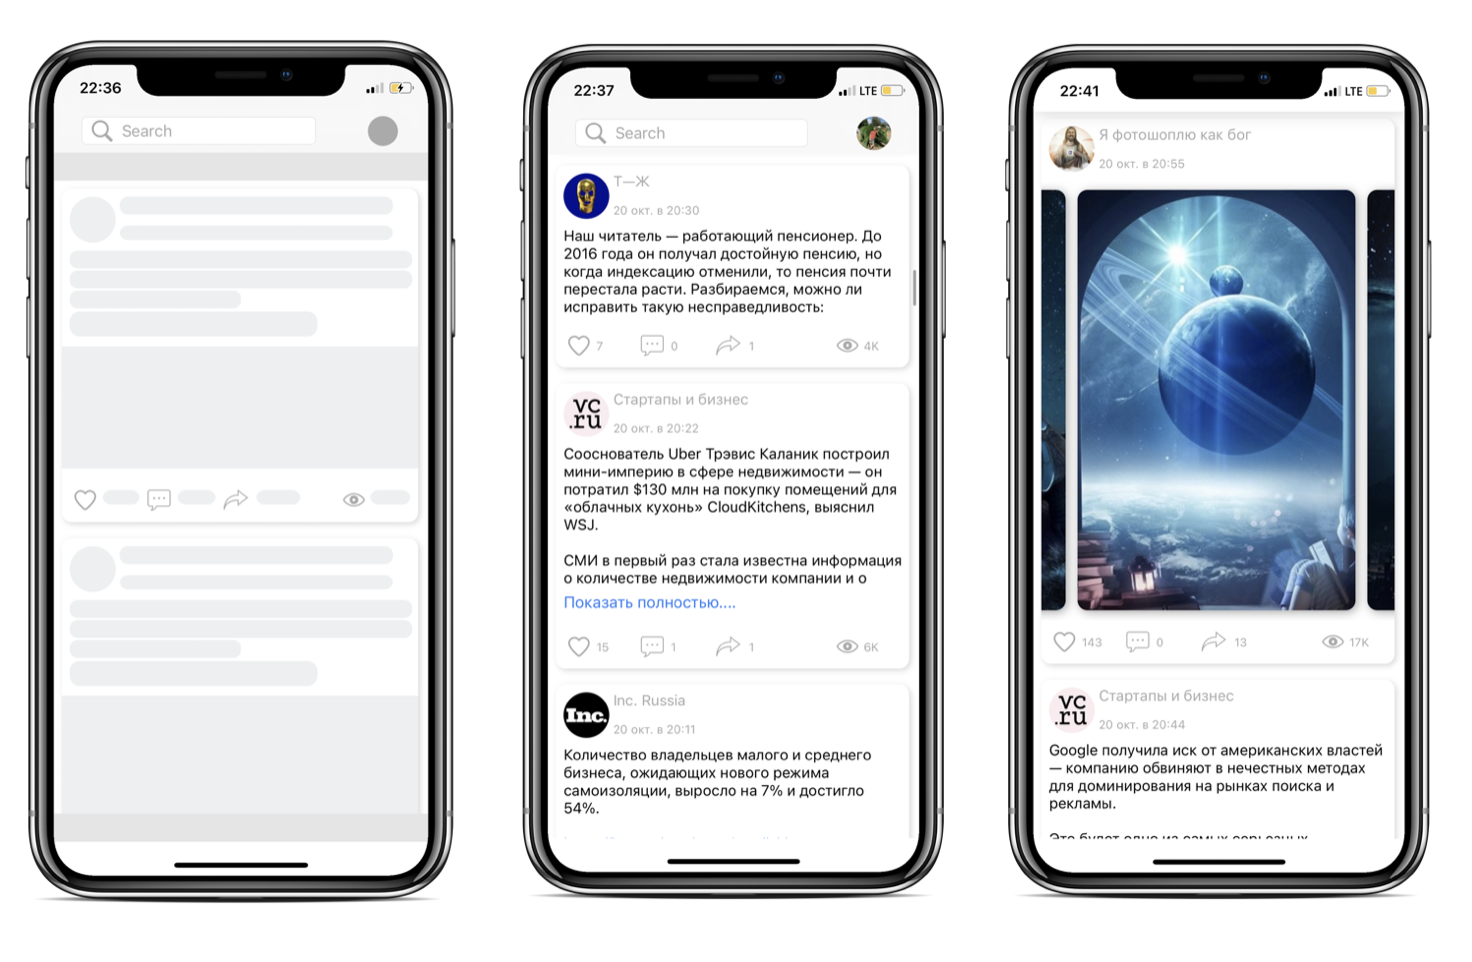 22:36
Search
22:37
LTE
Search
Т—Ж
20 окт. в 20:30
Наш читатель — работающий пенсионер. До
2016 года он получал достойную пенсию, но
когда индексацию отменили, то пенсия почти
перестала расти. Разбираемся, можно ли
исправить такую несправедливость:
7
0
1
4K
vc
.ru
Стартапы и бизнес
20 окт. в 20:22
Сооснователь Uber Трэвис Каланик построил
мини-империю в сфере недвижимости — он
потратил $130 млн на покупку помещений для
«облачных кухонь» CloudKitchens, выяснил
WSJ.
СМИ в первый раз стала известна информация
о количестве недвижимости компании и о
Показать полностью....
15
1
1
6K
Inc.
Inc. Russia
20 окт. в 20:11
Количество владельцев малого и среднего
бизнеса, ожидающих нового режима
самоизоляции, выросло на 7% и достигло
54%.
22:41
LTE
Я фотошоплю как бог
20 окт. в 20:55
143
0
13
17K
vc
.ru
Стартапы и бизнес
20 окт. в 20:44
Google получила иск от американских властей
— компанию обвиняют в нечестных методах
для доминирования на рынках поиска и
рекламы.
Это будет одно из самых серьезных